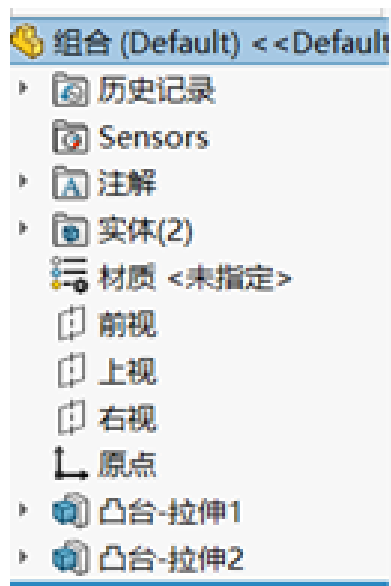 组合 (Default) <<Default
历史记录
Sensors
注解
实体(2)
材质 <未指定>
前视
上视
右视
原点
凸台-拉伸1
凸台-拉伸2